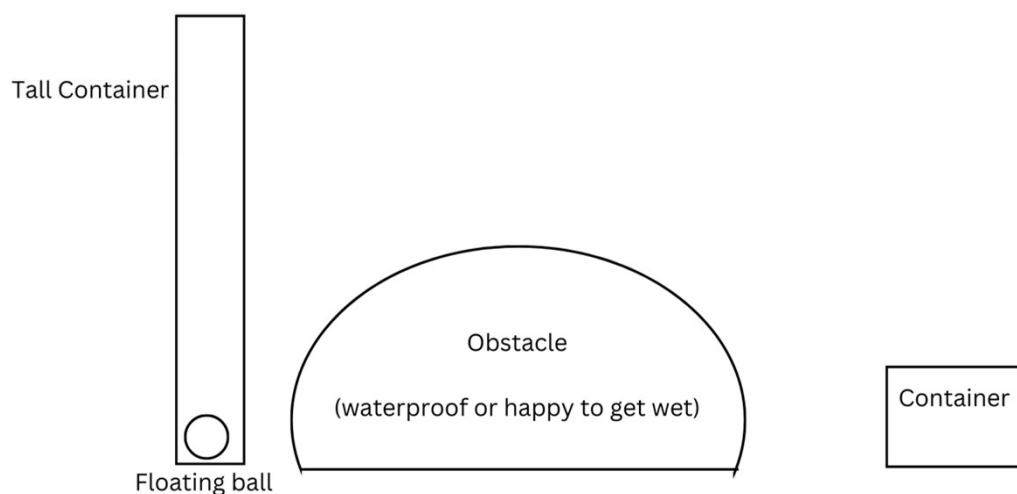 Tall Container
Obstacle
(waterproof or happy to get wet)
Container
Floating ball